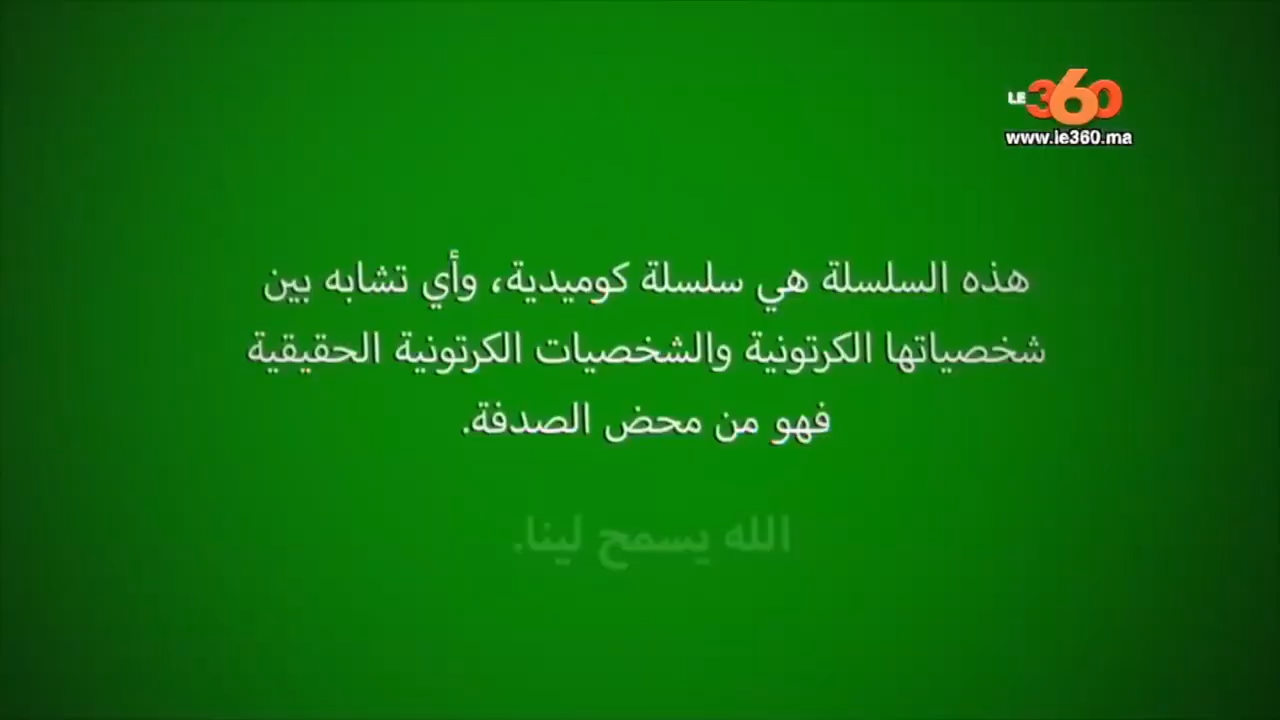 LE360
www.le360.ma
هذه السلسلة هي سلسلة كوميدية، وأي تشابه بين
شخصياتها الكرتونية والشخصيات الكرتونية الحقيقية
فهو من محض الصدفة.
الله يسمح لينا.